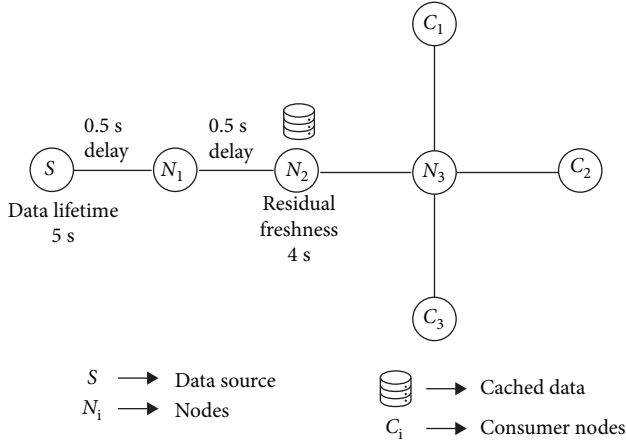 C1
0.5 s
delay
0.5 s
delay
S
N1
N2
N3
C2
Data lifetime
5 s
Residual
freshness
4 s
C3
S → Data source
Ni → Nodes
→ Cached data
Ci → Consumer nodes